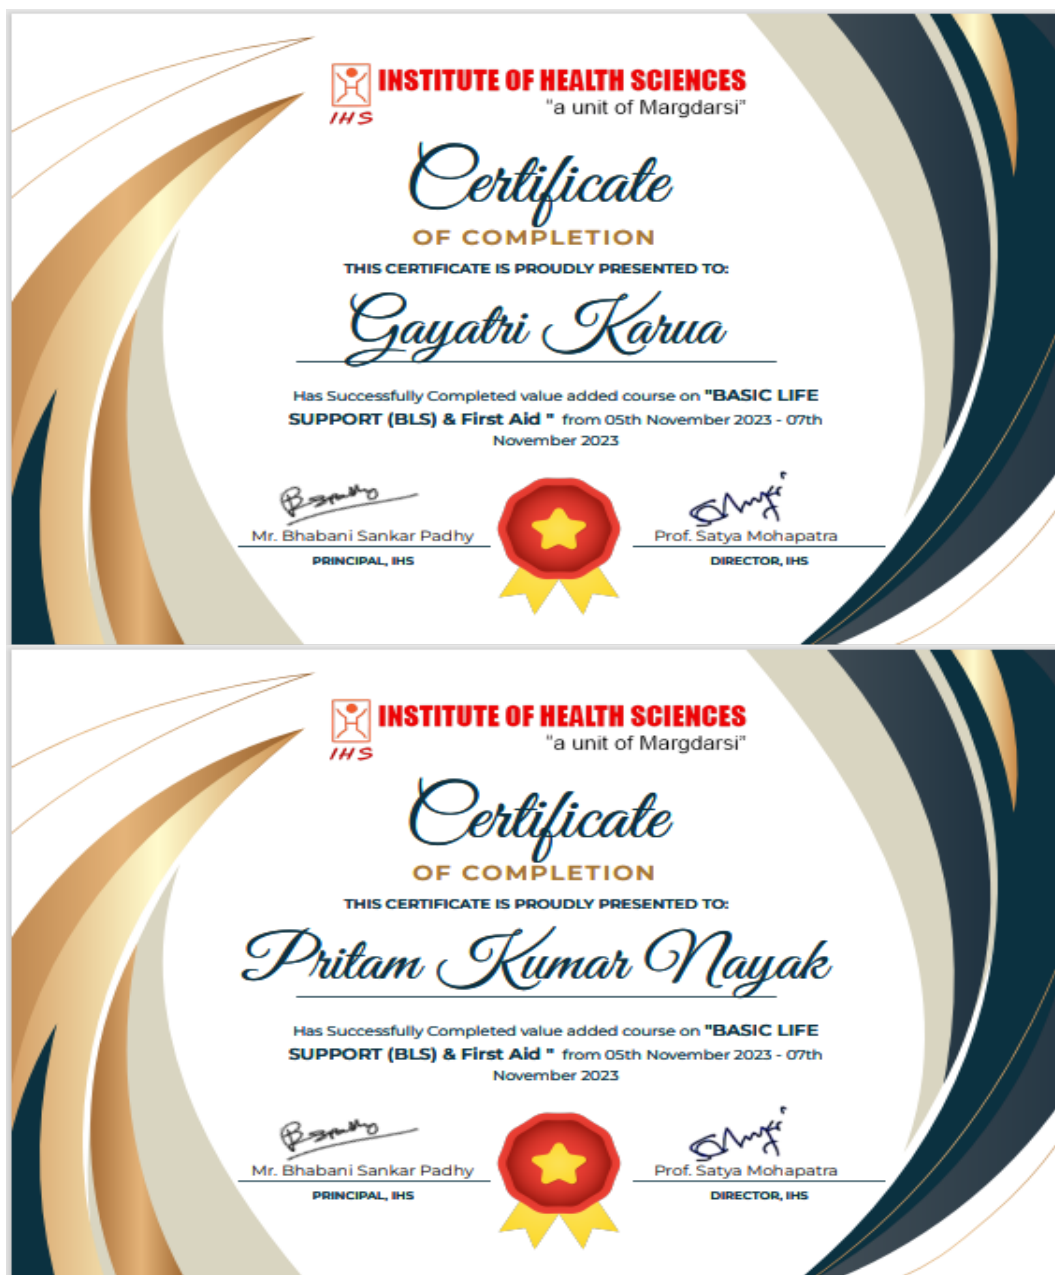 IHS
INSTITUTE OF HEALTH SCIENCES
"a unit of Margdarsi"
Certificate
OF COMPLETION
THIS CERTIFICATE IS PROUDLY PRESENTED TO:
Gayatri Karua
Has Successfully Completed value added course on "BASIC LIFE
SUPPORT (BLS) & First Aid " from 05th November 2023 - 07th
November 2023
Mr. Bhabani Sankar Padhy
PRINCIPAL, IHS
Prof. Satya Mohapatra
DIRECTOR, IHS
IHS
INSTITUTE OF HEALTH SCIENCES
"a unit of Margdarsi"
Certificate
OF COMPLETION
THIS CERTIFICATE IS PROUDLY PRESENTED TO:
Pritam Kumar Nayak
Has Successfully Completed value added course on "BASIC LIFE
SUPPORT (BLS) & First Aid " from 05th November 2023 - 07th
November 2023
Mr. Bhabani Sankar Padhy
PRINCIPAL, IHS
Prof. Satya Mohapatra
DIRECTOR, IHS